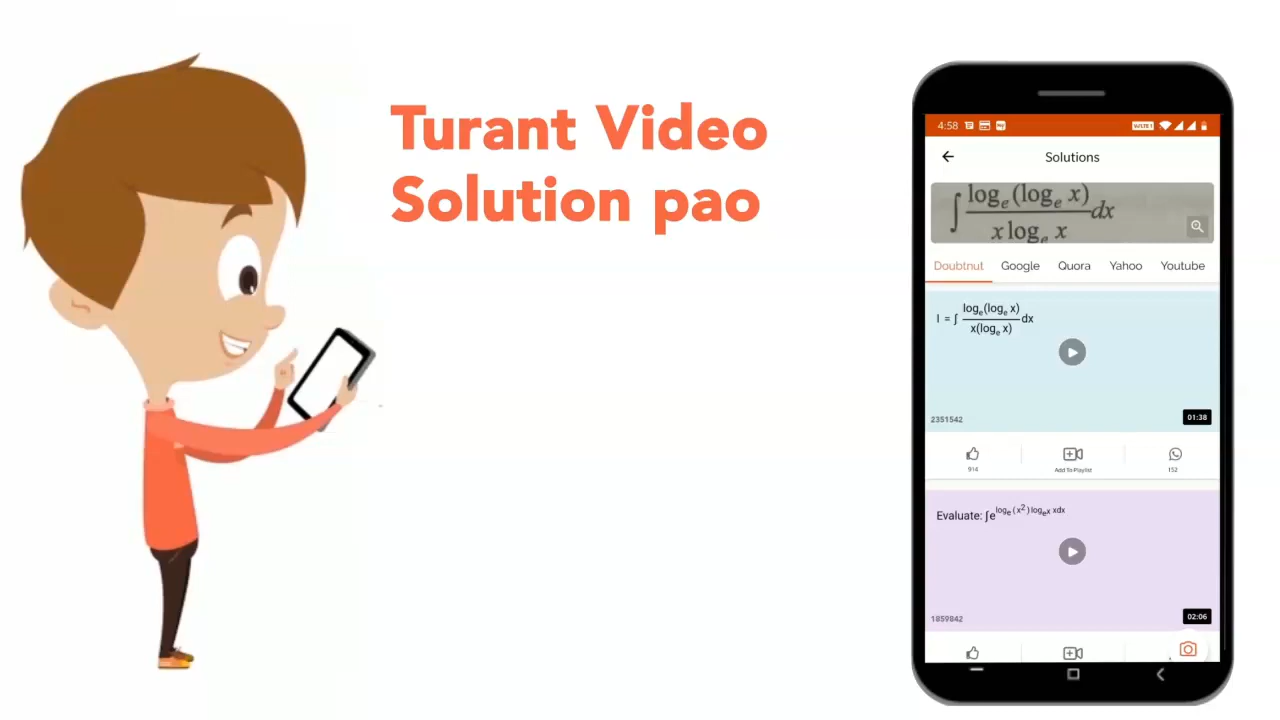 Turant Video
Solution pao
4:58
VoLTE1
Solutions
∫ logₑ(logₑ x) / x logₑ x dx
Doubtnut Google Quora Yahoo Youtube
I = ∫ logₑ(logₑ x) / x(logₑ x) dx
2351542
01:38
914 Add To Playlist 152
Evaluate: ∫e^logₑ(x²)logₑx xdx
1859842
02:06